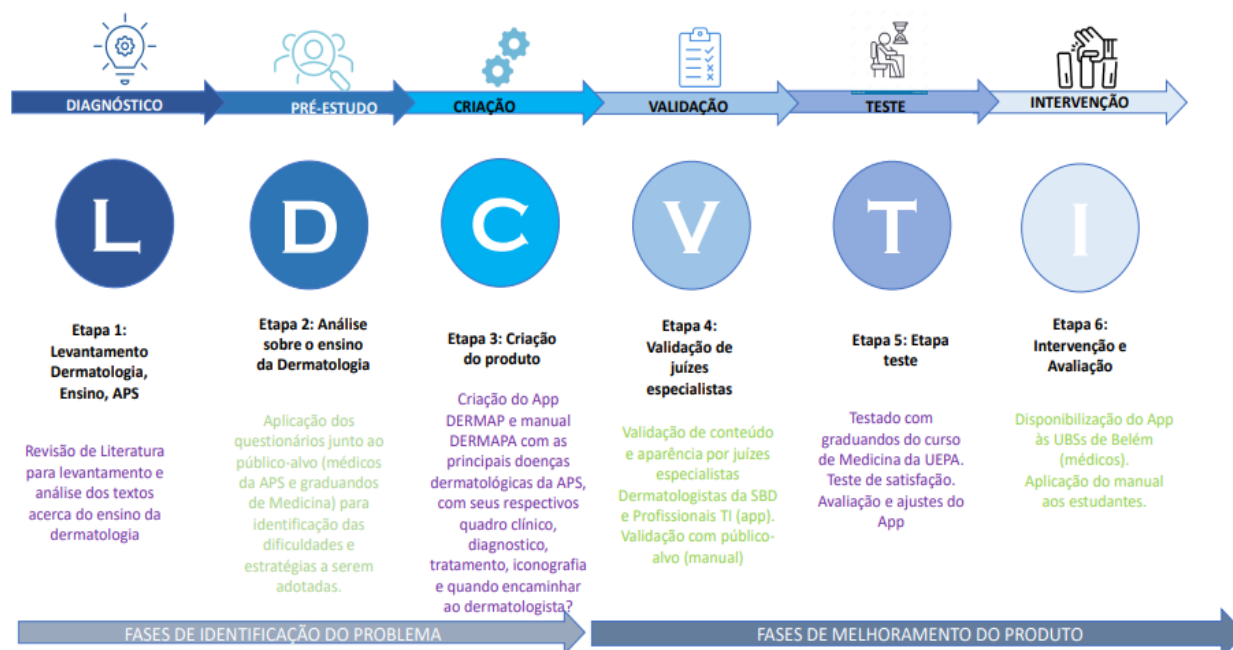 DIAGNÓSTICO
PRÉ-ESTUDO
CRIAÇÃO
VALIDAÇÃO
TESTE
INTERVENÇÃO
L
D
C
V
T
I
Etapa 1:
Levantamento
Dermatologia,
Ensino, APS
Revisão de Literatura
para levantamento e
análise dos textos
acerca do ensino da
dermatologia
Etapa 2: Análise
sobre o ensino
da Dermatologia
Aplicação dos
questionários junto ao
público-alvo (médicos
da APS e graduandos
de Medicina) para
identificação das
dificuldades e
estratégias a serem
adotadas.
Etapa 3: Criação
do produto
Criação do App
DERMAP e manual
DERMAPA com as
principais doenças
dermatológicas da APS,
com seus respectivos
quadro clínico,
diagnostico,
tratamento, iconografia
e quando encaminhar
ao dermatologista?
Etapa 4:
Validação de
juízes
especialistas
Validação de conteúdo
e aparência por juízes
especialistas
Dermatologistas da SBD
e Profissionais TI (app).
Validação com público-
alvo (manual)
Etapa 5: Etapa
teste
Testado com
graduandos do curso
de Medicina da UEPA.
Teste de satisfação.
Avaliação e ajustes do
App
Etapa 6:
Intervenção e
Avaliação
Disponibilização do App
às UBSs de Belém
(médicos).
Aplicação do manual
aos estudantes.
FASES DE IDENTIFICAÇÃO DO PROBLEMA
FASES DE MELHORAMENTO DO PRODUTO